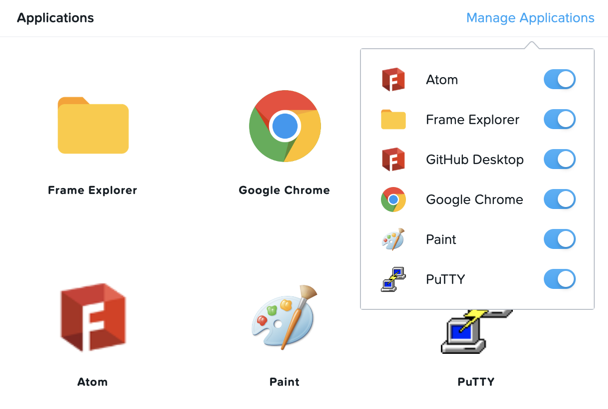 Applications
Manage Applications
Atom
Frame Explorer
GitHub Desktop
Google Chrome
Paint
PuTTY
Frame Explorer
Google Chrome
Atom
Paint
PuTTY